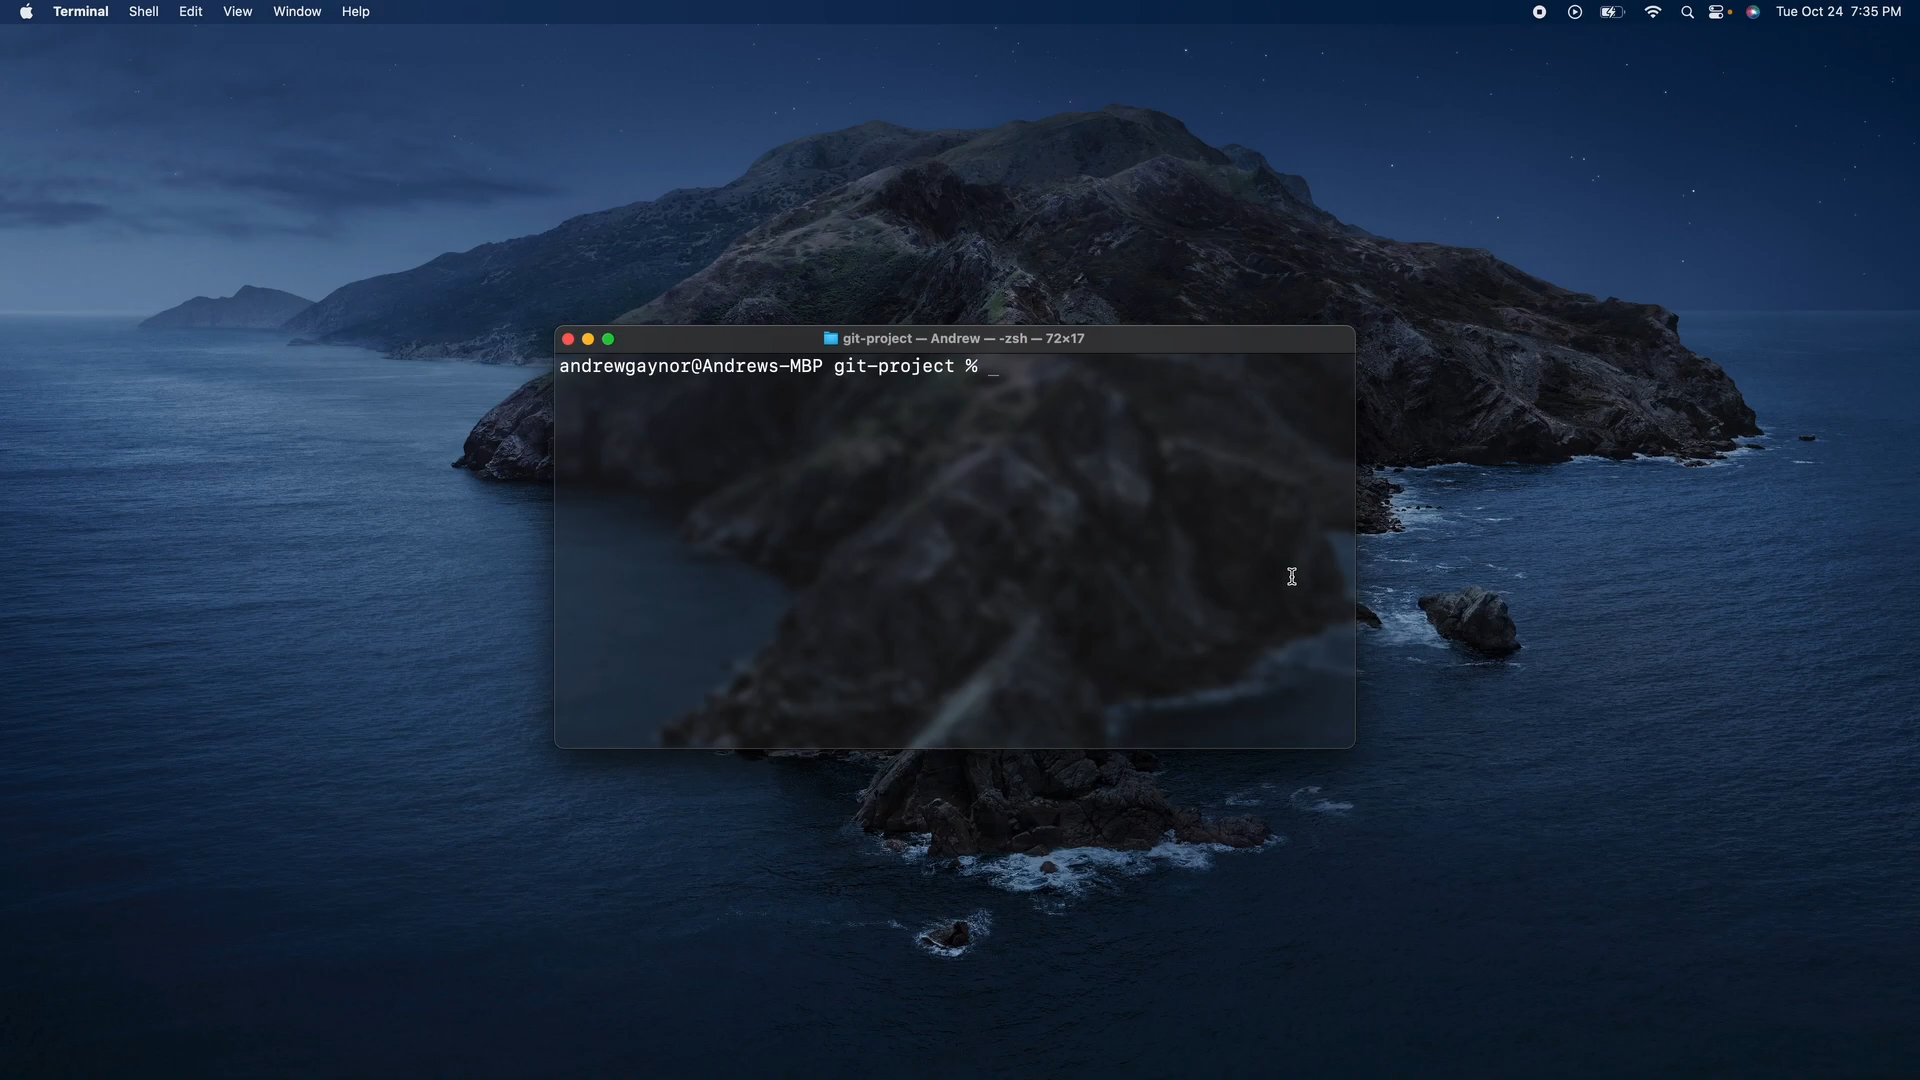 Terminal Shell Edit View Window Help Tue Oct 24 7:35 PM
git-project — Andrew — -zsh — 72×17
andrewgaynor@Andrews-MBP git-project % _